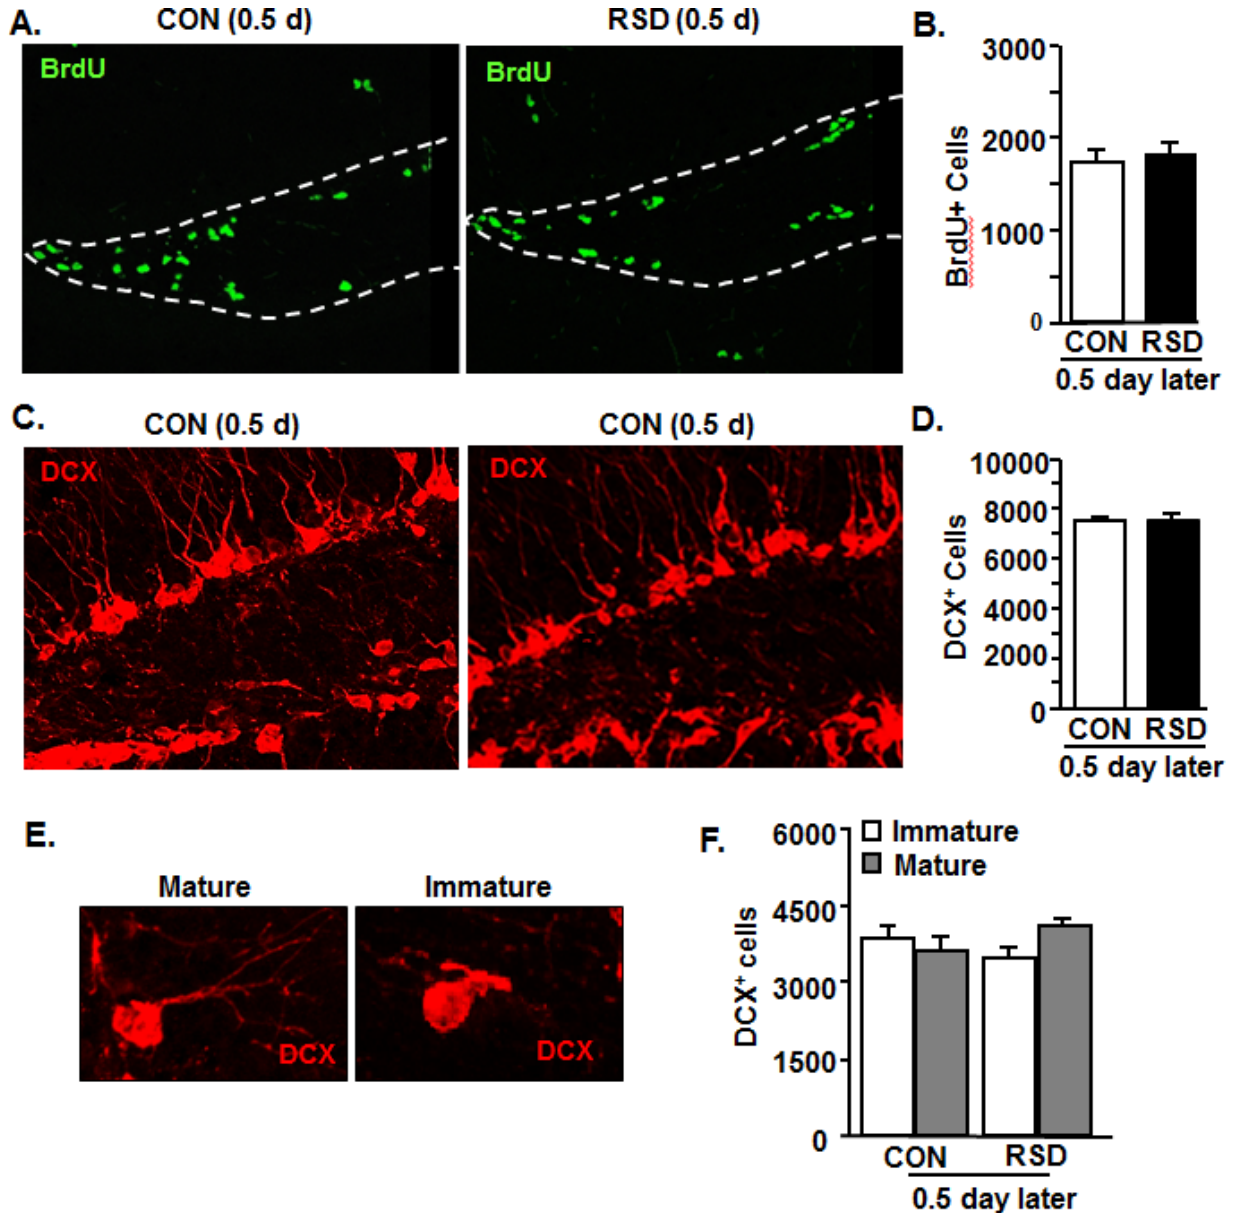 A.
CON (0.5 d)
RSD (0.5 d)
BrdU
BrdU
B.
3000
2000
1000
0
BrdU+ Cells
CON RSD
0.5 day later
C.
CON (0.5 d)
CON (0.5 d)
DCX
DCX
D.
10000
8000
6000
4000
2000
0
DCX⁺ Cells
CON RSD
0.5 day later
E.
Mature
Immature
DCX
DCX
F.
Immature
Mature
6000
4500
3000
1500
0
DCX⁺ cells
CON RSD
0.5 day later